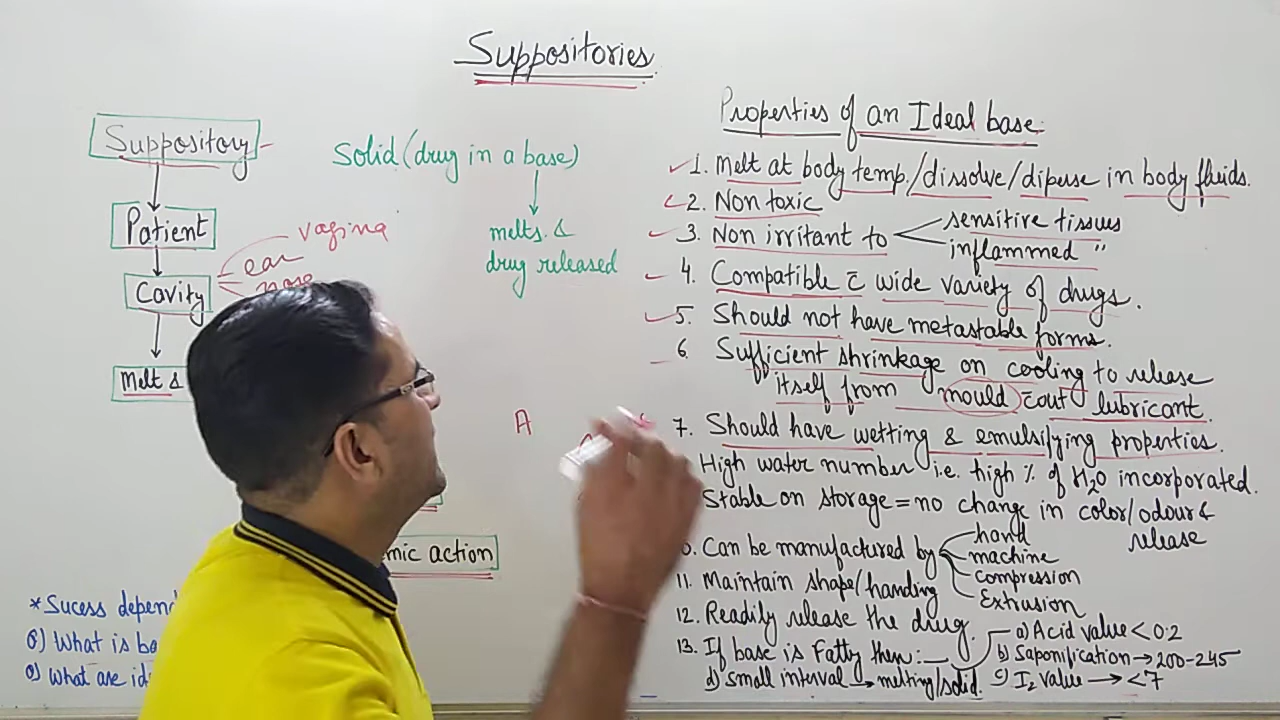 Suppositories
Suppository
Patient
Cavity
vagina
ear
nose
Melt &
Solid (drug in a base)
melts &
drug released
A
mic action
*Sucess depend
Q) What is ba
Q) What are id
Properties of an Ideal base
1. Melt at body temp./dissolve/diperse in body fluids.
2. Non toxic
3. Non irritant to
sensitive tissues
inflammed "
4. Compatible c̄ wide variety of drugs.
5. Should not have metastable forms.
6 Sufficient shrinkage on cooling to release
itself from mould c̄out lubricant.
7. Should have wetting & emulsifying properties.
High water number i.e. high % of H2O incorporated.
Stable on storage = no change in color/odour &
release
0. Can be manufactured by
hand
machine
compression
Extrusion
11. Maintain shape/handing
12. Readily release the drug.
13. If base is Fatty then:
a) Acid value < 0.2
b) Saponification → 200-245
c) I2 value → < 7
d) Small interval → melting/solid.